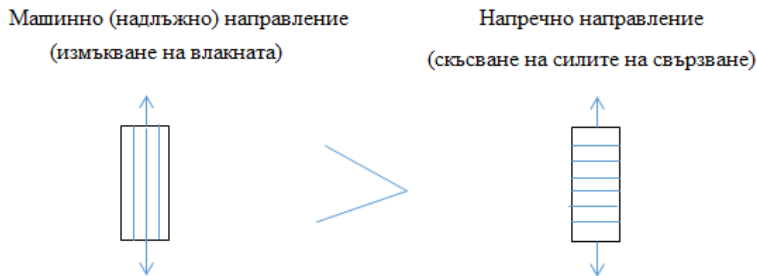 Машинно (надлъжно) направление
(измъкване на влакната)
Напречно направление
(скъсване на силите на свързване)